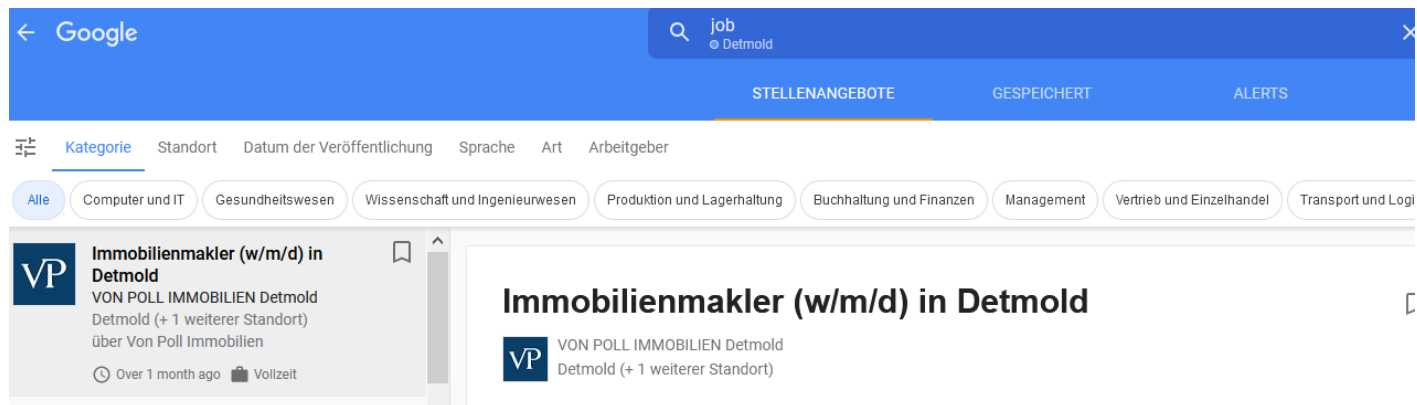 Google
job
Detmold
STELLENANGEBOTE GESPEICHERT ALERTS
Kategorie Standort Datum der Veröffentlichung Sprache Art Arbeitgeber
Alle Computer und IT Gesundheitswesen Wissenschaft und Ingenieurwesen Produktion und Lagerhaltung Buchhaltung und Finanzen Management Vertrieb und Einzelhandel Transport und Logi
VP
Immobilienmakler (w/m/d) in
Detmold
VON POLL IMMOBILIEN Detmold
Detmold (+ 1 weiterer Standort)
über Von Poll Immobilien
Over 1 month ago Vollzeit
Immobilienmakler (w/m/d) in Detmold
VP
VON POLL IMMOBILIEN Detmold
Detmold (+ 1 weiterer Standort)